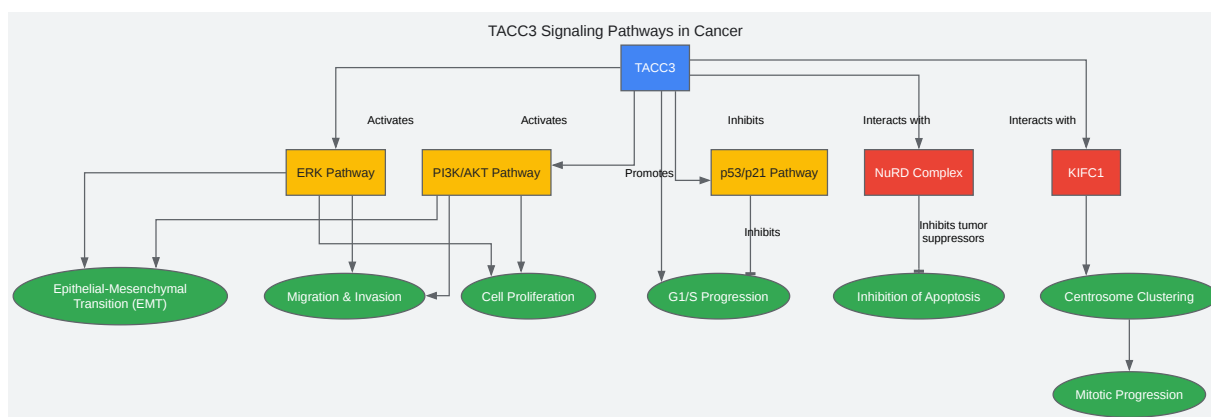 TACC3 Signaling Pathways in Cancer
TACC3
Activates
Activates
Inhibits
Interacts with
Interacts with
ERK Pathway
PI3K/AKT Pathway
Promotes
p53/p21 Pathway
NuRD Complex
KIFC1
Inhibits
Inhibits tumor
suppressors
Epithelial-Mesenchymal
Transition (EMT)
Migration & Invasion
Cell Proliferation
G1/S Progression
Inhibition of Apoptosis
Centrosome Clustering
Mitotic Progression